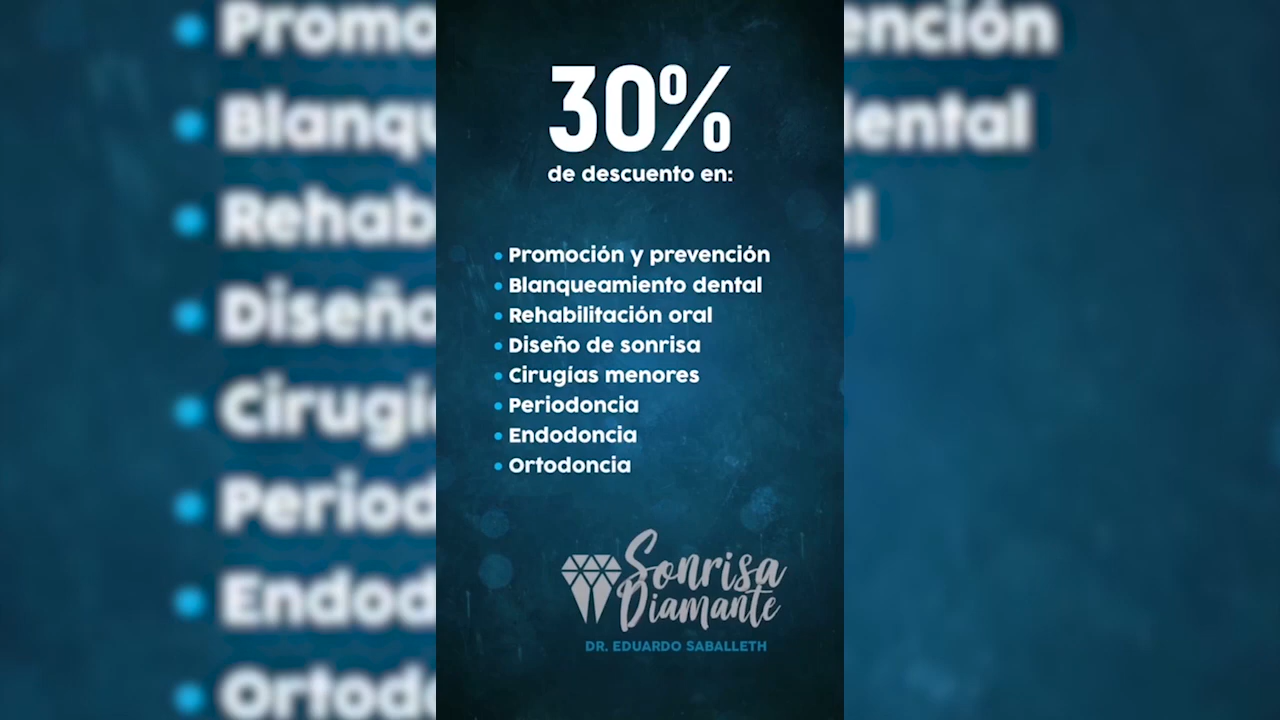 30%
de descuento en:
• Promoción y prevención
• Blanqueamiento dental
• Rehabilitación oral
• Diseño de sonrisa
• Cirugías menores
• Periodoncia
• Endodoncia
• Ortodoncia
Sonrisa
Diamante
DR. EDUARDO SABALLETH